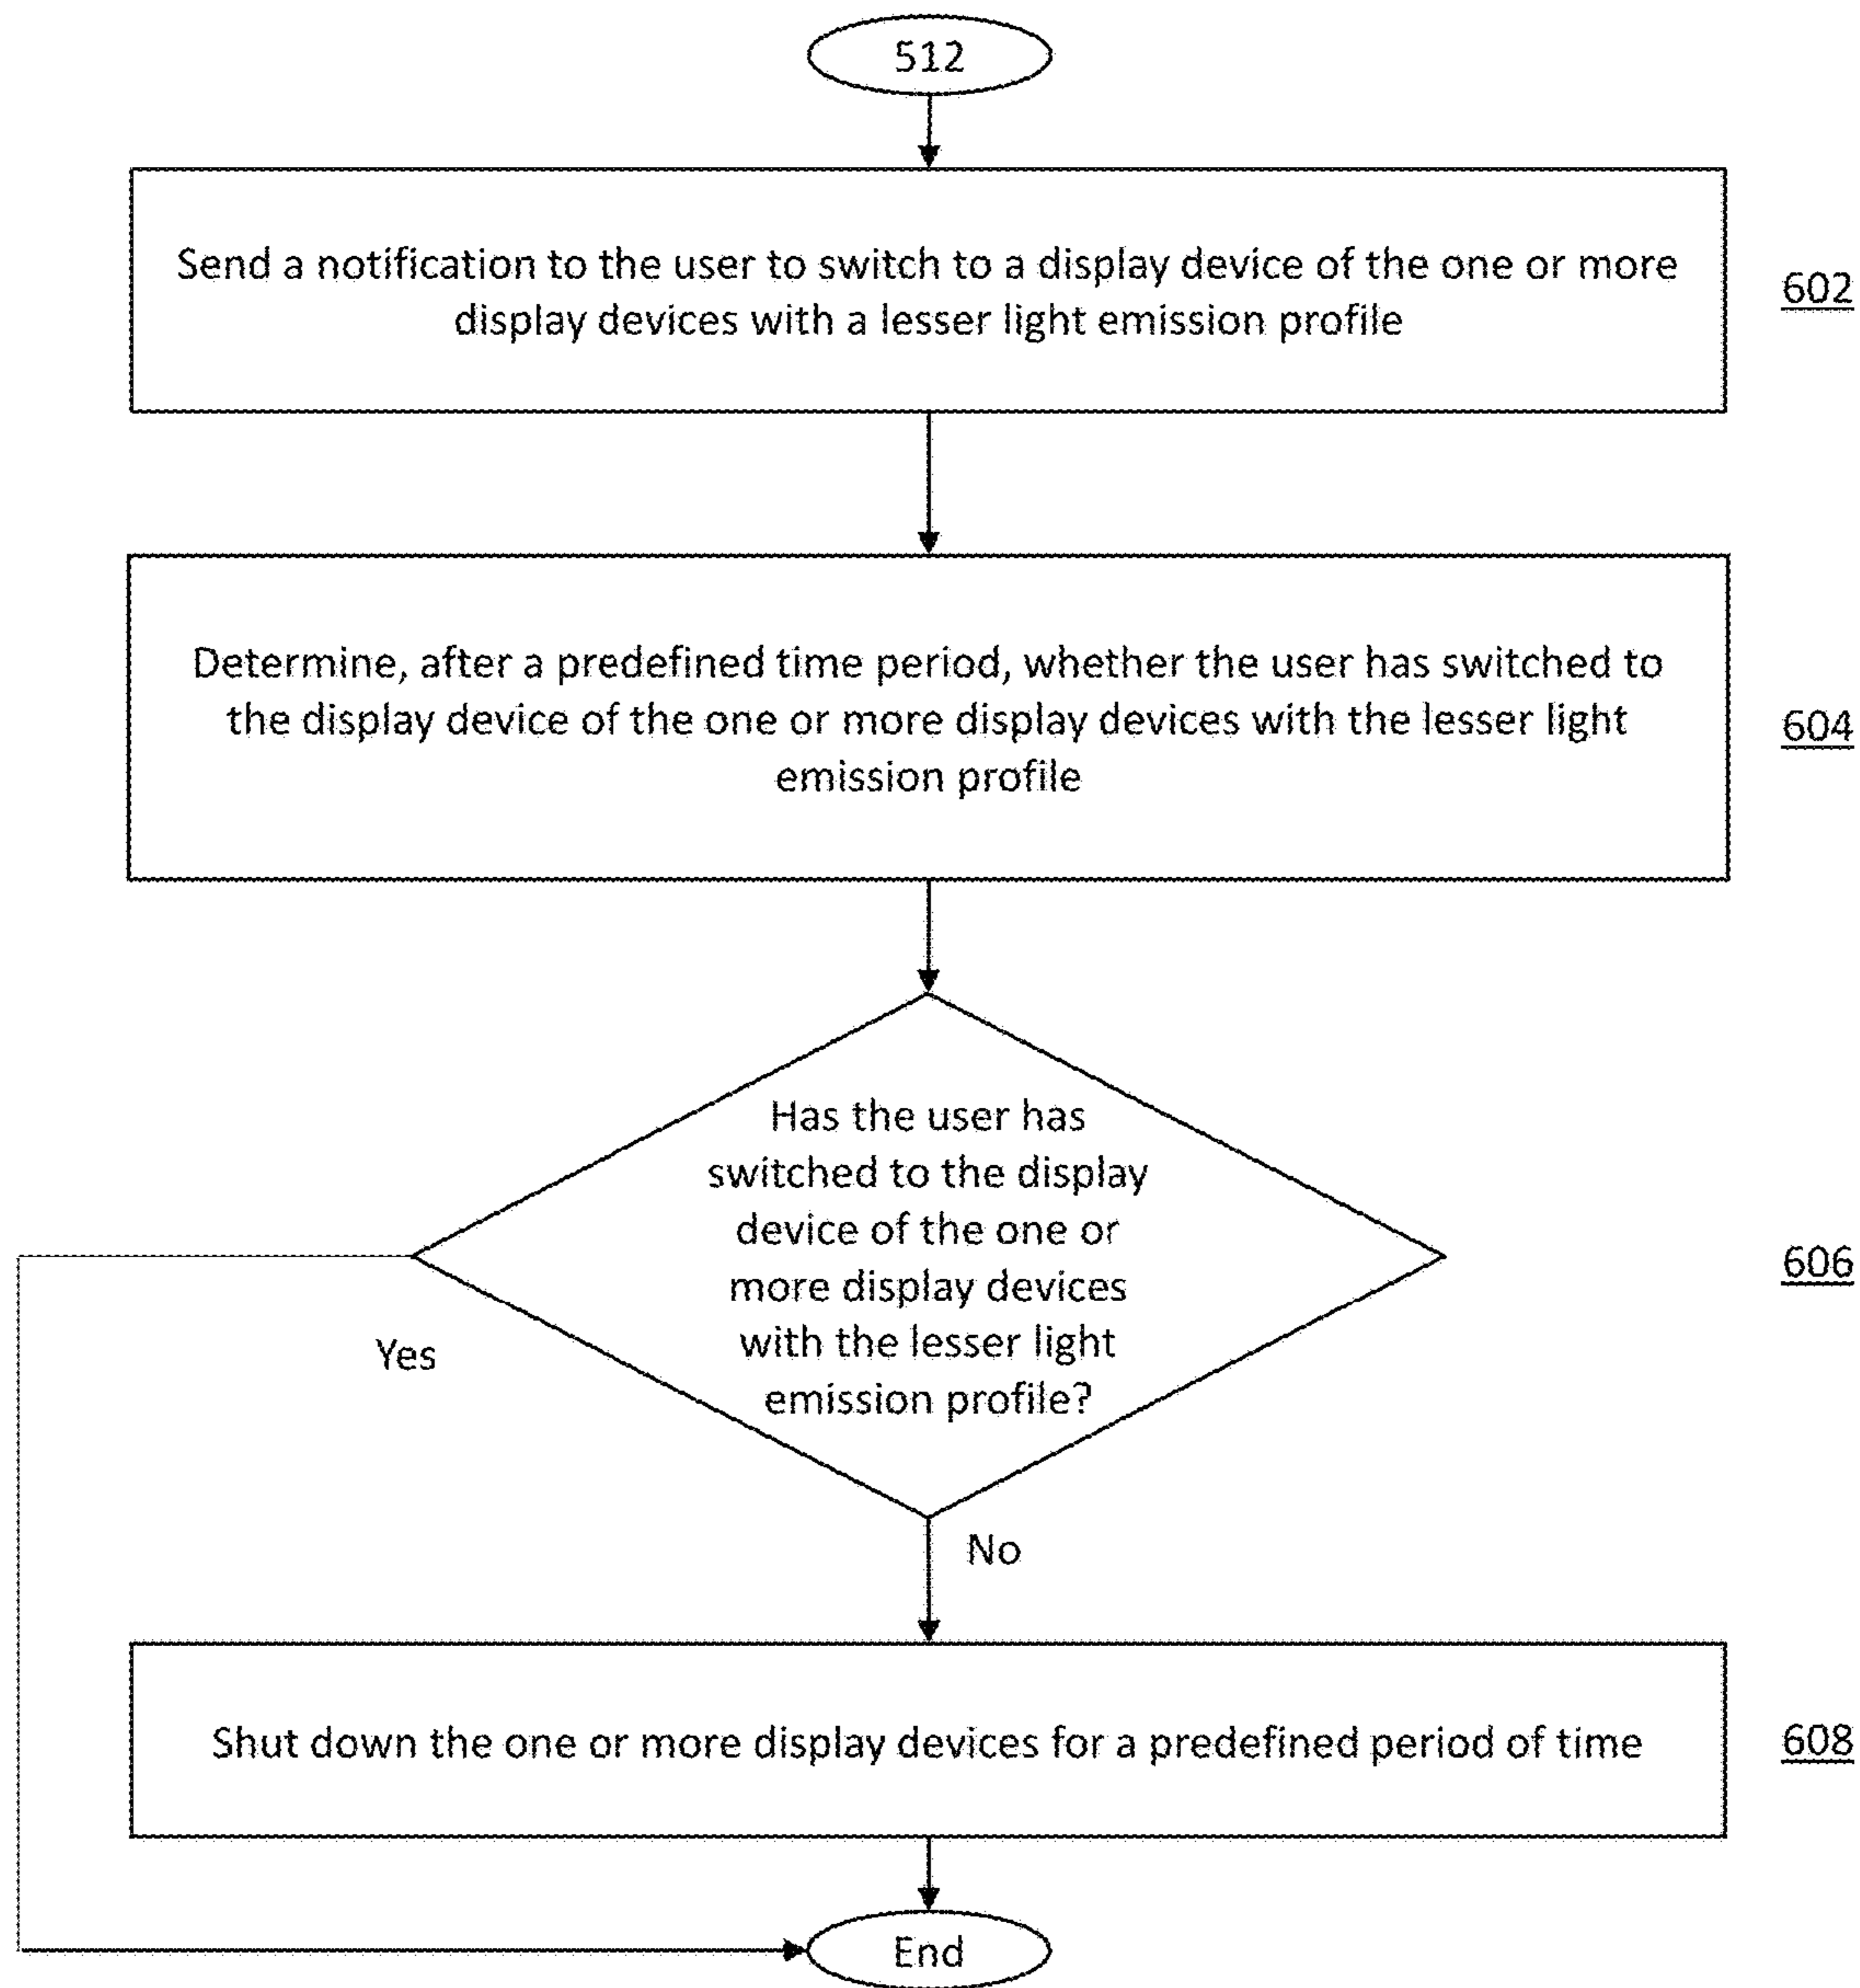 512
Send a notification to the user to switch to a display device of the one or more
display devices with a lesser light emission profile
602
Determine, after a predefined time period, whether the user has switched to
the display device of the one or more display devices with the lesser light
emission profile
604
Has the user has
switched to the display
device of the one or
more display devices
with the lesser light
emission profile?
606
Yes
No
Shut down the one or more display devices for a predefined period of time
608
End